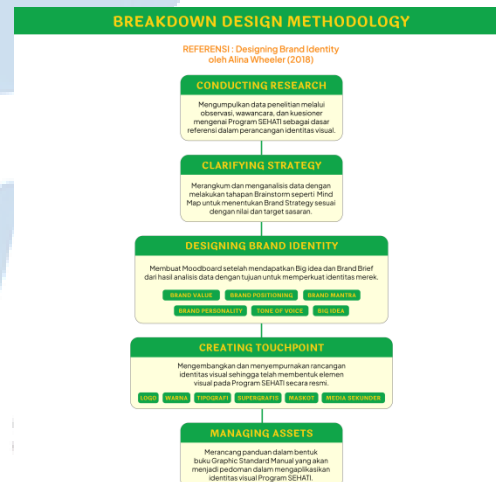 BREAKDOWN DESIGN METHODOLOGY
REFERENSI : Designing Brand Identity
oleh Alina Wheeler (2018)
CONDUCTING RESEARCH
Mengumpulkan data penelitian melalui
observasi, wawancara, dan kuesioner
mengenai Program SEHATI sebagai dasar
referensi dalam perancangan identitas visual.
CLARIFYING STRATEGY
Merangkum dan menganalisis data dengan
melakukan tahapan Brainstorm seperti Mind
Map untuk menentukan Brand Strategy sesuai
dengan nilai dan target sasaran.
DESIGNING BRAND IDENTITY
Membuat Moodboard setelah mendapatkan Big Idea dan Brand Brief
dari hasil analisis data dengan tujuan untuk memperkuat identitas merek.
BRAND VALUE BRAND POSITIONING BRAND MANTRA
BRAND PERSONALITY TONE OF VOICE BIG IDEA
CREATING TOUCHPOINT
Mengembangkan dan menyempurnakan rancangan
identitas visual sehingga telah membentuk elemen
visual pada Program SEHATI secara resmi.
LOGO WARNA TIPOGRAFI SUPERGRAFIS MASKOT MEDIA SEKUNDER
MANAGING ASSETS
Merancang panduan dalam bentuk
buku Graphic Standard Manual yang akan
menjadi pedoman dalam mengaplikasikan
identitas visual Program SEHATI.